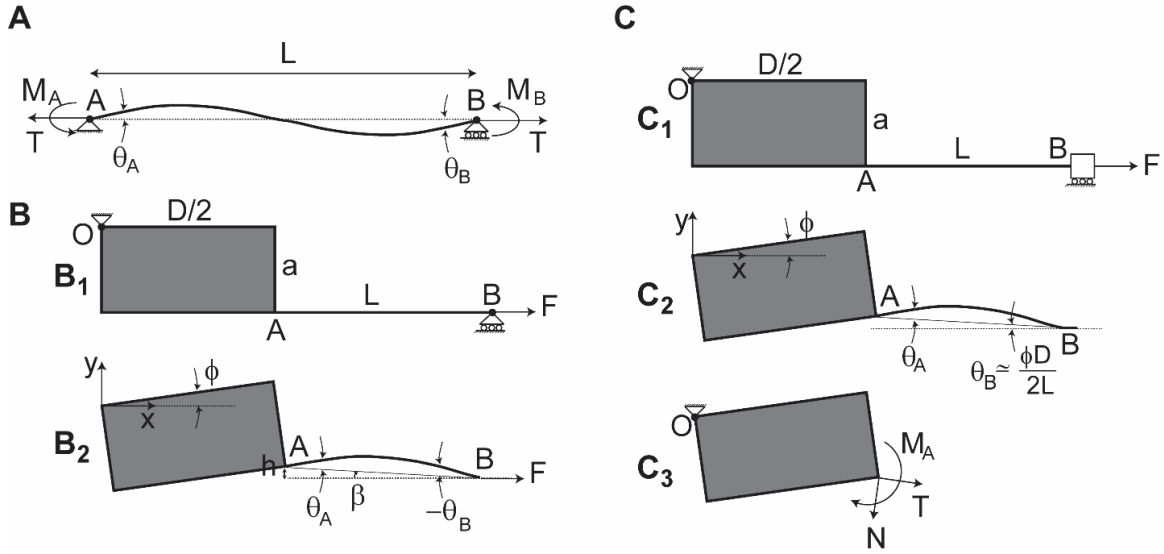 A
L
M_A
A
B
M_B
T
T
θ_A
θ_B
B
D/2
O
B_1
a
L
B
F
A
y
ϕ
x
B_2
h
A
B
F
θ_A
β
−θ_B
C
D/2
O
C_1
a
L
B
F
A
y
ϕ
x
C_2
A
B
θ_A
θ_B ≃ ϕD/2L
O
C_3
M_A
T
N